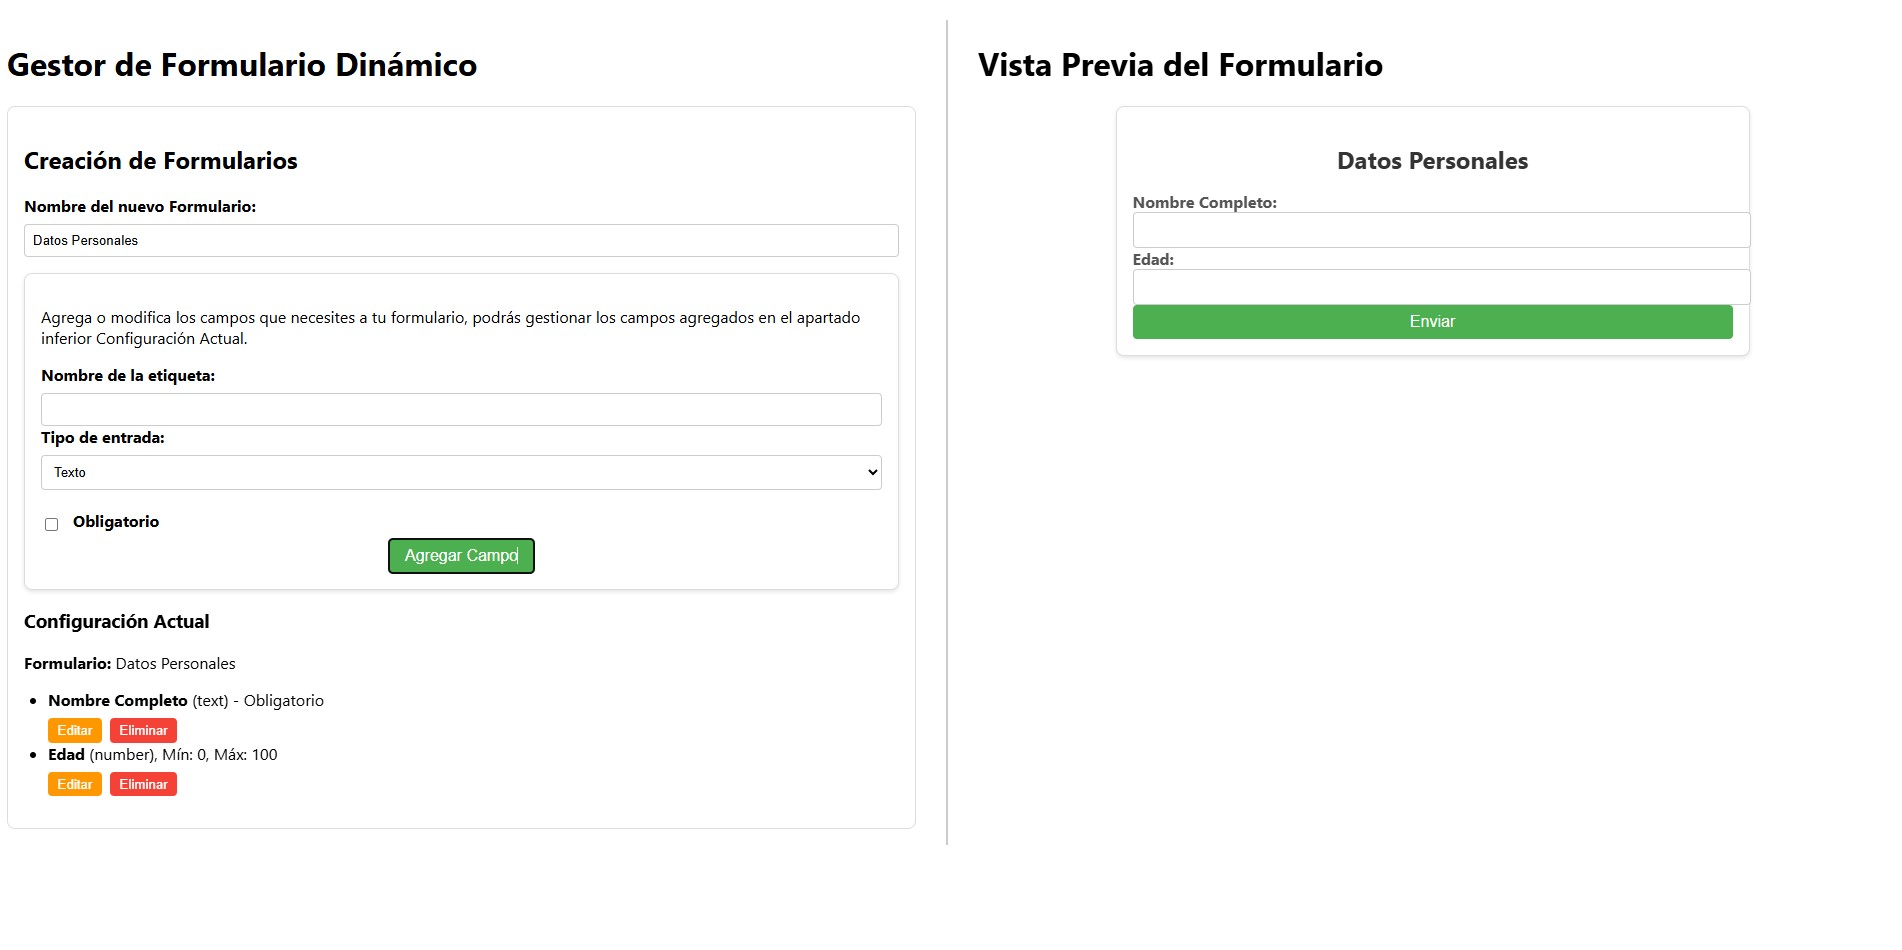 Gestor de Formulario Dinámico
Creación de Formularios
Nombre del nuevo Formulario:
Datos Personales
Agrega o modifica los campos que necesites a tu formulario, podrás gestionar los campos agregados en el apartado
inferior Configuración Actual.
Nombre de la etiqueta:
Tipo de entrada:
Texto
Obligatorio
Agregar Campo
Configuración Actual
Formulario: Datos Personales
Nombre Completo (text) - Obligatorio
Editar Eliminar
Edad (number), Mín: 0, Máx: 100
Editar Eliminar
Vista Previa del Formulario
Datos Personales
Nombre Completo:
Edad:
Enviar